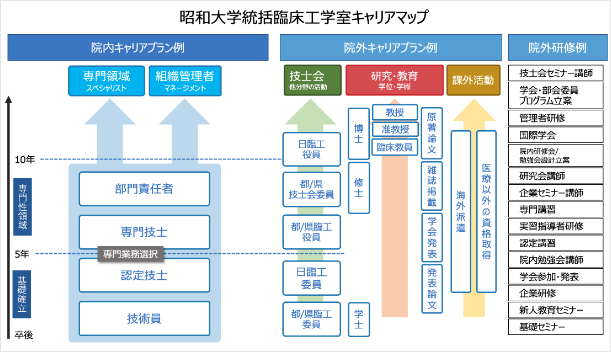 昭和大学統括臨床工学室キャリアマップ
院内キャリアプラン例
院外キャリアプラン例
院外研修例
専門領域
スペシャリスト
組織管理者
マネージメント
技士会
他分野の活動
研究・教育
学位・学術
課外活動
10年
専門性領域
5年
基礎確立
卒後
部門責任者
専門技士
専門業務選択
認定技士
技術員
日臨工
役員
都/県
技士会委員
都/県臨工
役員
日臨工
委員
都/県臨工
委員
博士
修士
学士
教授
准教授
臨床教員
原著論文
雑誌掲載
学会発表
発表論文
海外派遣
医療以外の資格取得
技士会セミナー講師
学会・部会委員
プログラム立案
管理者研修
国際学会
院内研修会/
勉強会設計立案
研究会講師
企業セミナー講師
専門講習
実習指導者研修
認定講習
院内勉強会講師
学会参加・発表
企業研修
新人教育セミナー
基礎セミナー